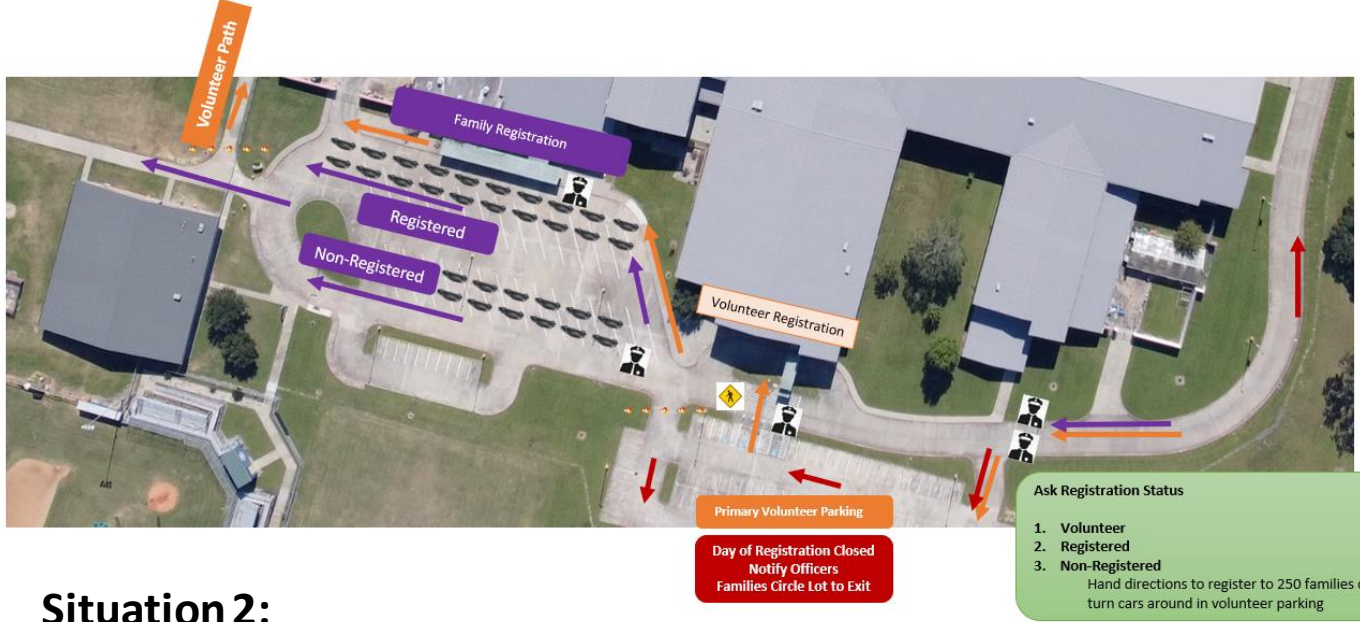 Volunteer Path
Family Registration
Registered
Non-Registered
Volunteer Registration
Primary Volunteer Parking
Day of Registration Closed
Notify Officers
Families Circle Lot to Exit
Ask Registration Status
1. Volunteer
2. Registered
3. Non-Registered
Hand directions to register to 250 families
turn cars around in volunteer parking
Situation 2: